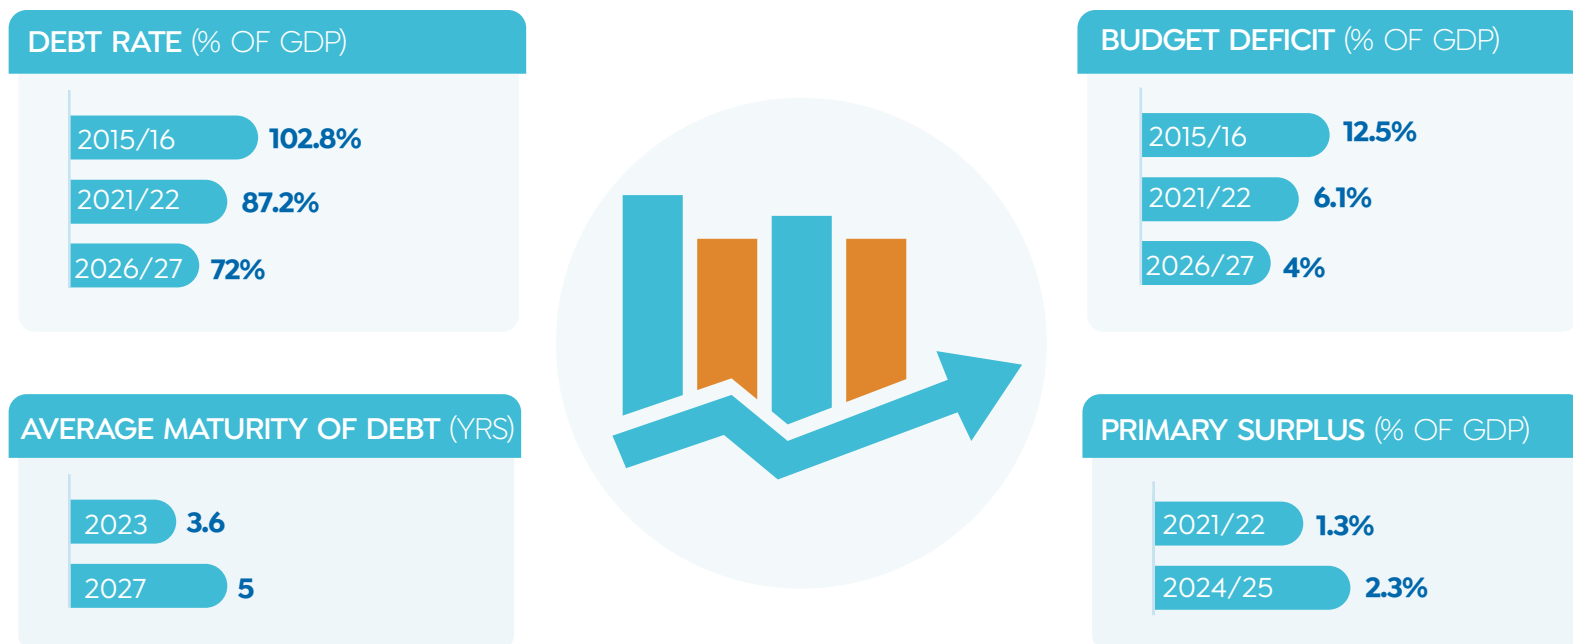 DEBT RATE (% OF GDP)
2015/16 102.8%
2021/22 87.2%
2026/27 72%
BUDGET DEFICIT (% OF GDP)
2015/16 12.5%
2021/22 6.1%
2026/27 4%
AVERAGE MATURITY OF DEBT (YRS)
2023 3.6
2027 5
PRIMARY SURPLUS (% OF GDP)
2021/22 1.3%
2024/25 2.3%